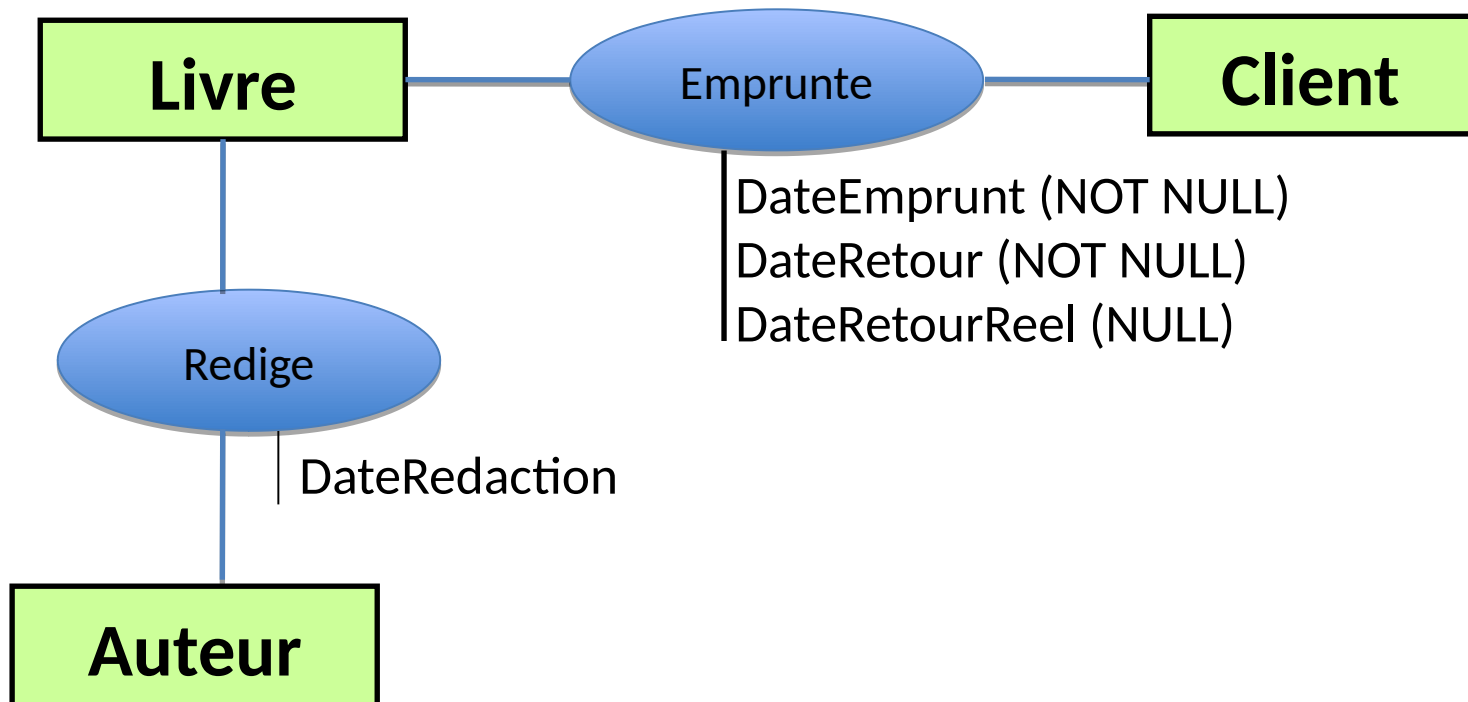 Livre
Emprunte
Client
DateEmprunt (NOT NULL)
DateRetour (NOT NULL)
DateRetourReel (NULL)
Redige
DateRedaction
Auteur